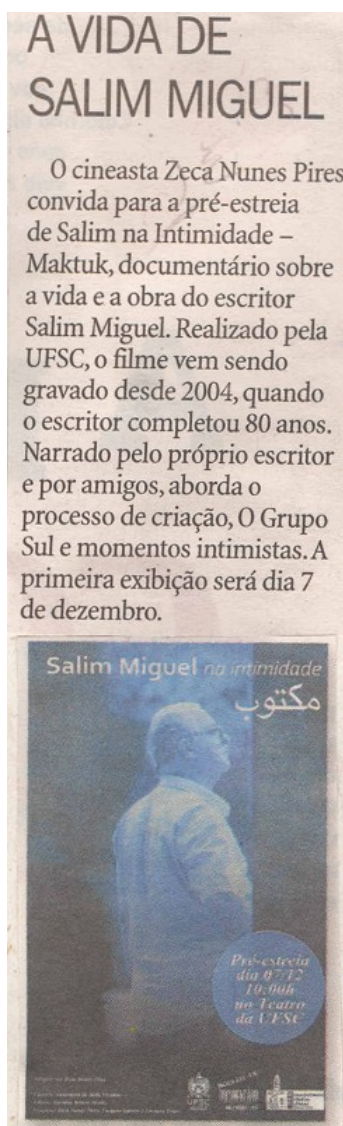 A VIDA DE
SALIM MIGUEL
O cineasta Zeca Nunes Pires
convida para a pré-estreia
de Salim na Intimidade –
Maktuk, documentário sobre
a vida e a obra do escritor
Salim Miguel. Realizado pela
UFSC, o filme vem sendo
gravado desde 2004, quando
o escritor completou 80 anos.
Narrado pelo próprio escritor
e por amigos, aborda o
processo de criação, O Grupo
Sul e momentos intimistas. A
primeira exibição será dia 7
de dezembro.
Salim Miguel na intimidade
مكتوب
Pré-estreia
dia 07/12
10:00h
no Teatro
da UFSC
UFSC